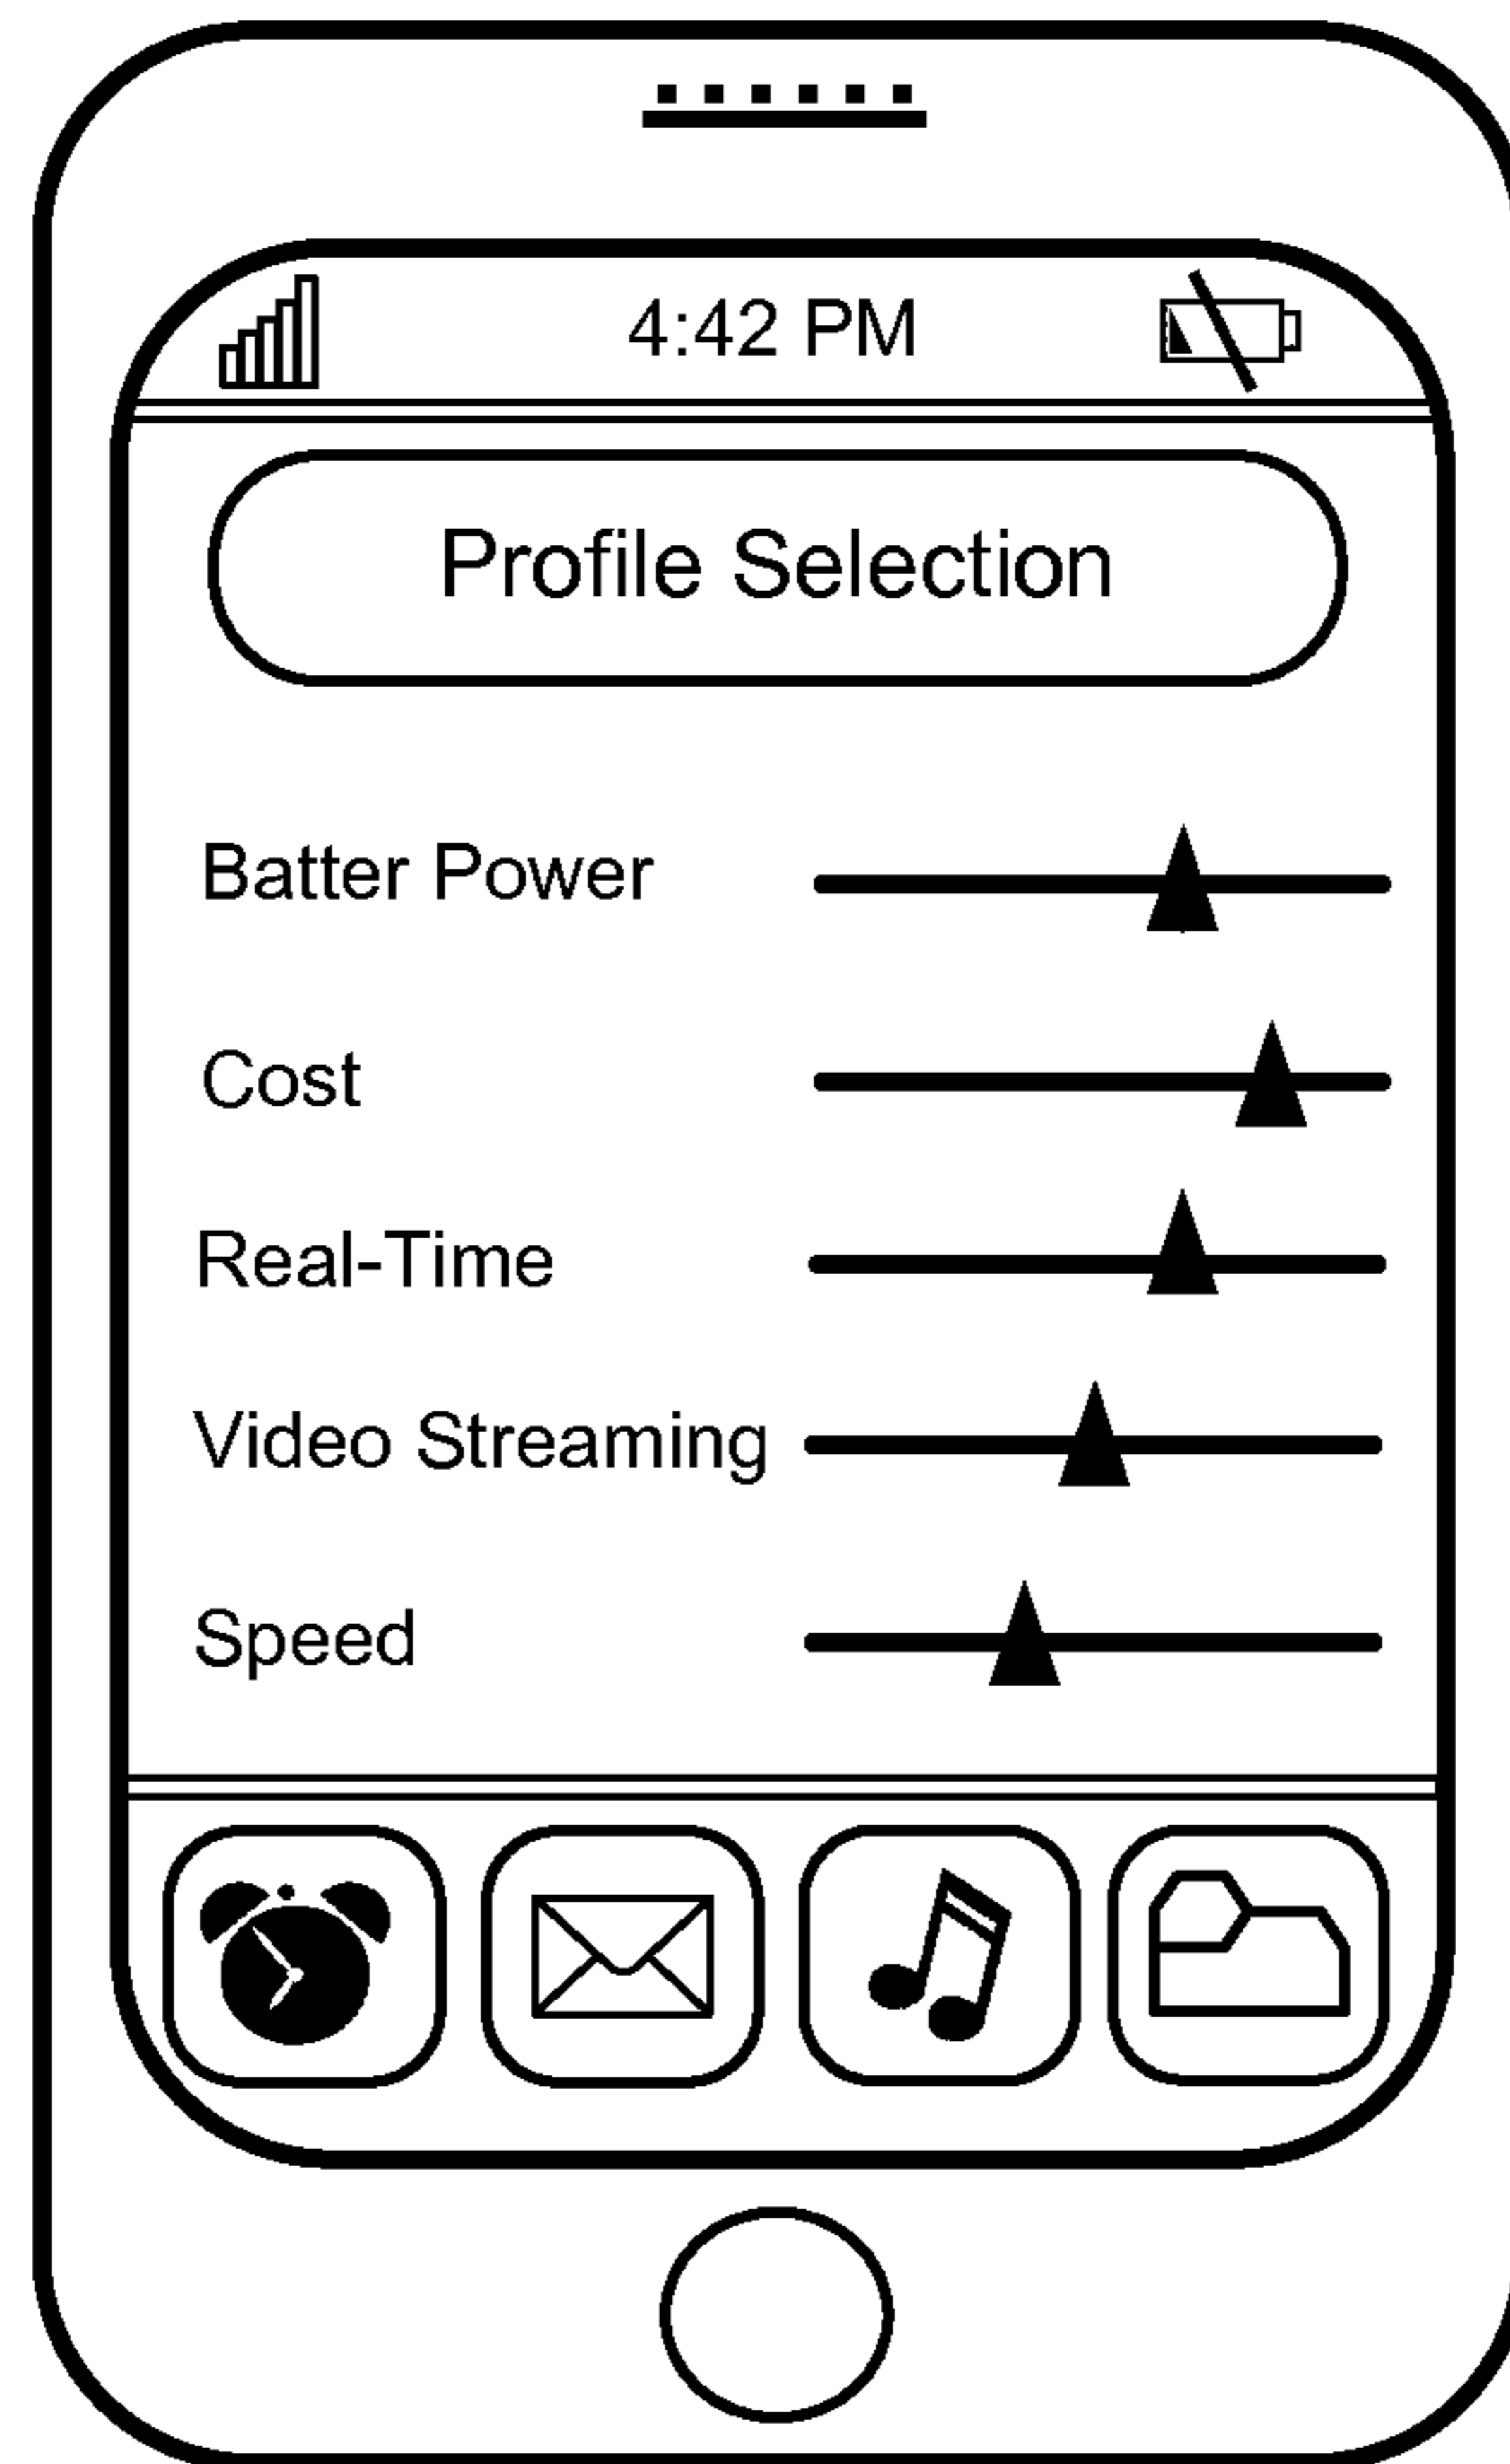 4:42 PM
Profile Selection
Batter Power
Cost
Real-Time
Video Streaming
Speed